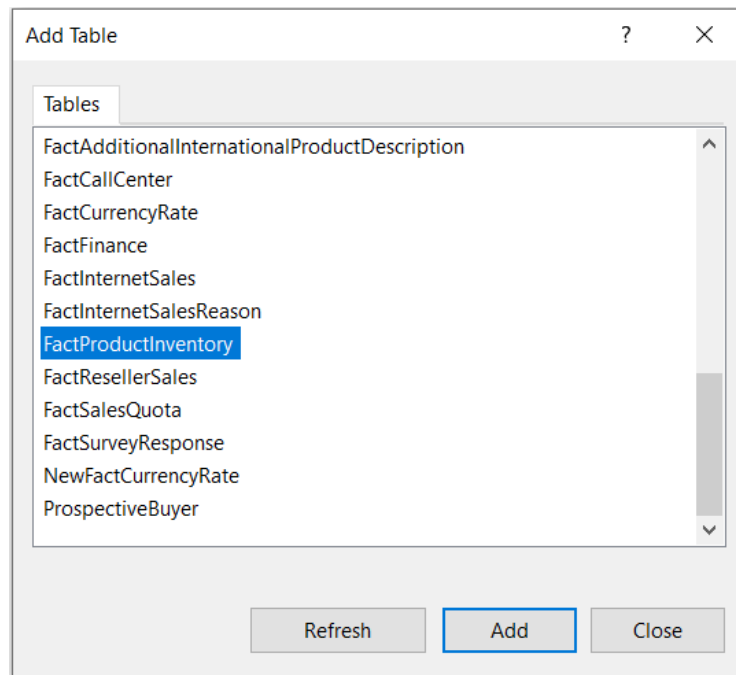 Add Table ?
Tables
FactAdditionalInternationalProductDescription
FactCallCenter
FactCurrencyRate
FactFinance
FactInternetSales
FactInternetSalesReason
FactProductInventory
FactResellerSales
FactSalesQuota
FactSurveyResponse
NewFactCurrencyRate
ProspectiveBuyer
Refresh Add Close